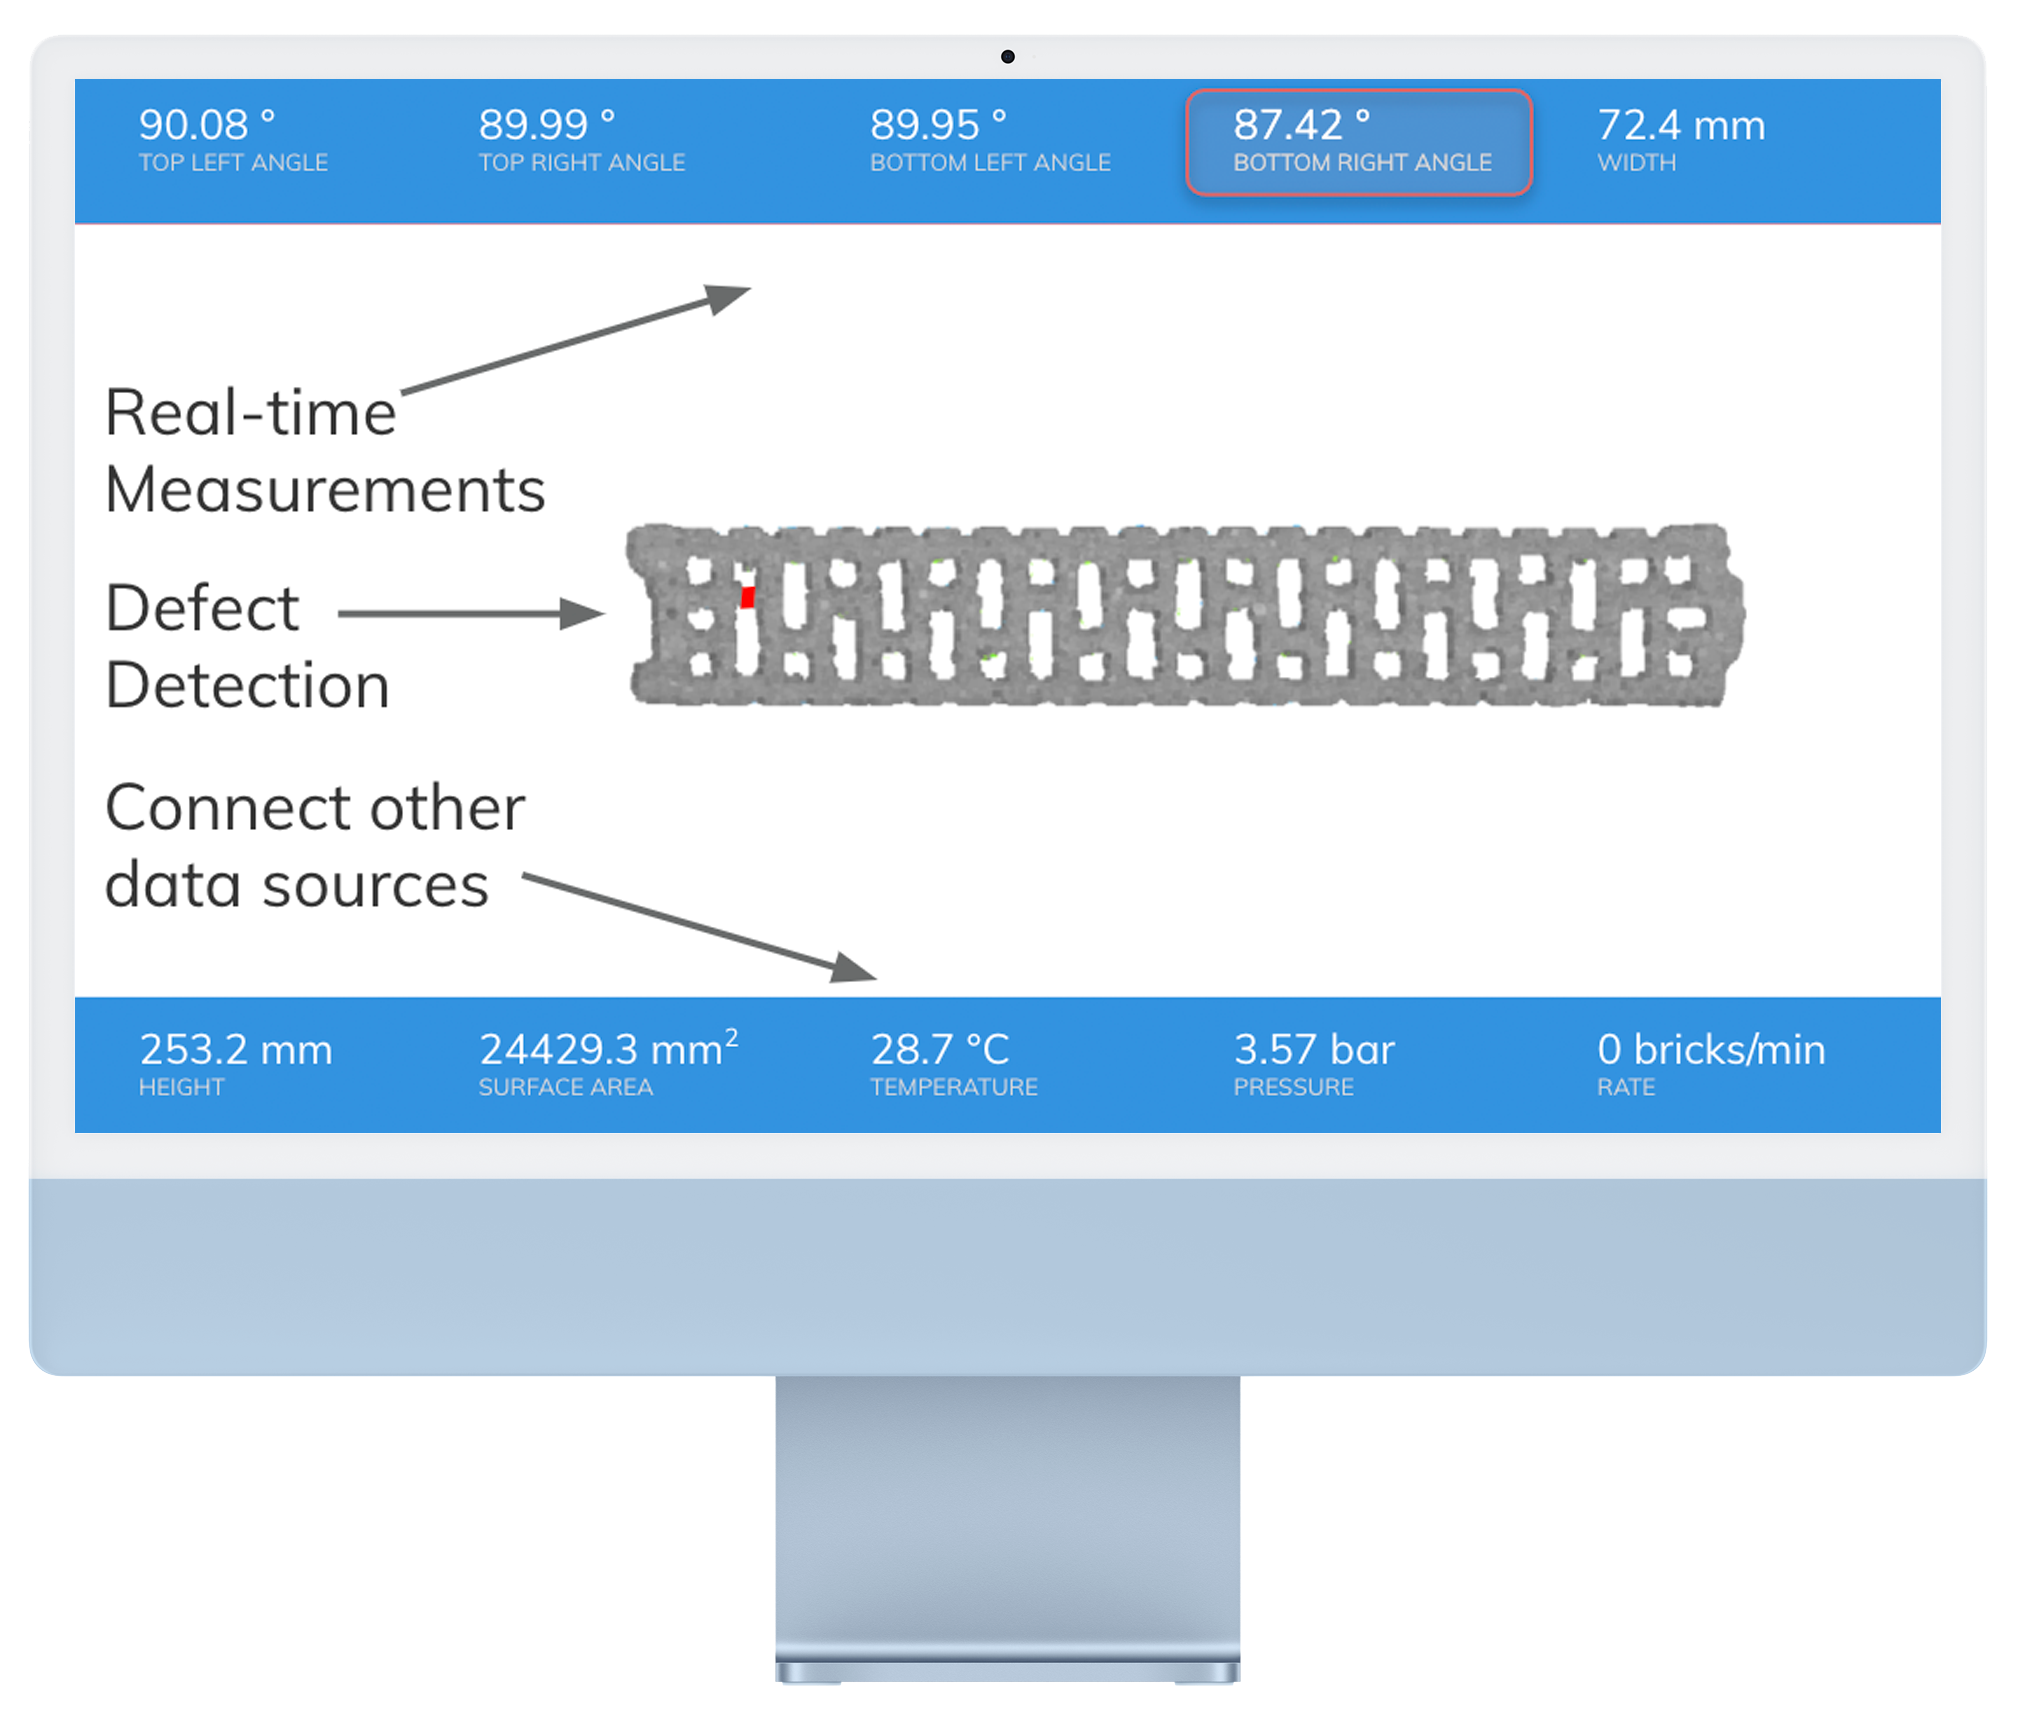 90.08 °
TOP LEFT ANGLE
89.99 °
TOP RIGHT ANGLE
89.95 °
BOTTOM LEFT ANGLE
87.42 °
BOTTOM RIGHT ANGLE
72.4 mm
WIDTH
Real-time
Measurements
Defect
Detection
Connect other
data sources
253.2 mm
HEIGHT
24429.3 mm²
SURFACE AREA
28.7 °C
TEMPERATURE
3.57 bar
PRESSURE
0 bricks/min
RATE